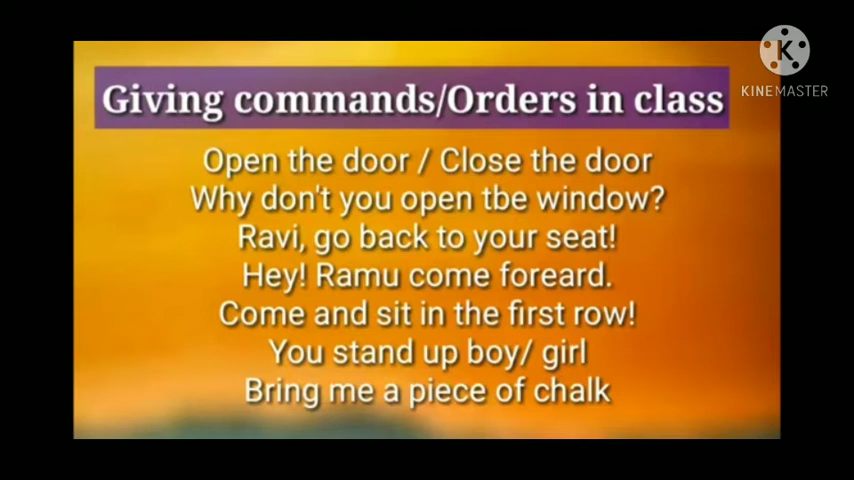 Giving commands/Orders in class
KINEMASTER
Open the door / Close the door
Why don't you open tbe window?
Ravi, go back to your seat!
Hey! Ramu come foreard.
Come and sit in the first row!
You stand up boy/ girl
Bring me a piece of chalk